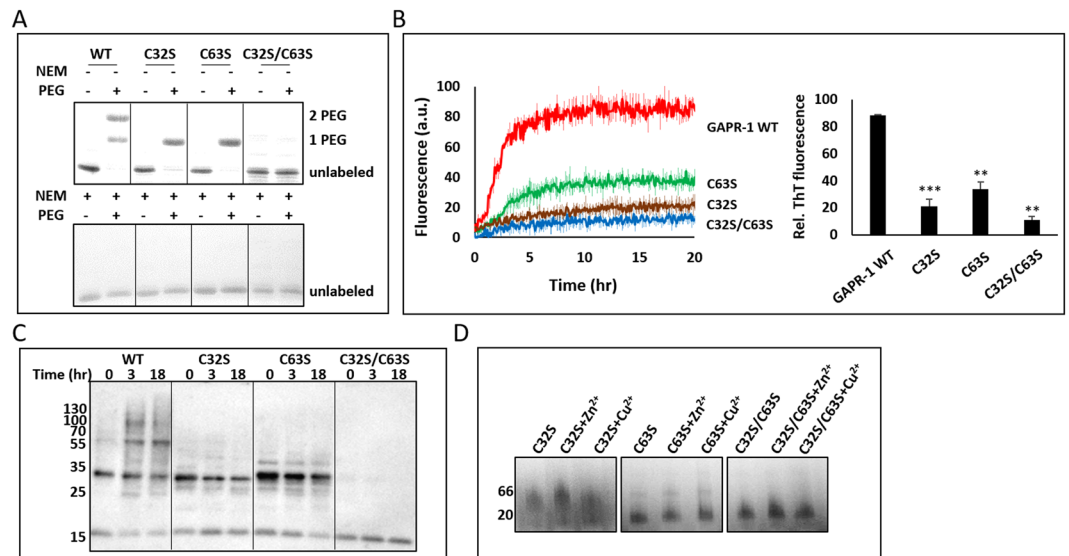 A
WT C32S C63S C32S/C63S
NEM - - - - - - - -
PEG - + - + - + - +
2 PEG
1 PEG
unlabeled
NEM + + + + + + + +
PEG - + - + - + - +
unlabeled
B
Fluorescence (a.u.)
100
80
60
40
20
0
0 5 10 15 20
Time (hr)
GAPR-1 WT
C63S
C32S
C32S/C63S
Rel. ThT fluorescence
100
80
60
40
20
0
***
**
**
GAPR-1 WT
C32S
C63S
C32S/C63S
C
WT C32S C63S C32S/C63S
Time (hr) 0 3 18 0 3 18 0 3 18 0 3 18
130
100
70
55
35
25
15
D
C32S
C32S+Zn²⁺
C32S+Cu²⁺
C63S
C63S+Zn²⁺
C63S+Cu²⁺
C32S/C63S
C32S/C63S+Zn²⁺
C32S/C63S+Cu²⁺
66
20